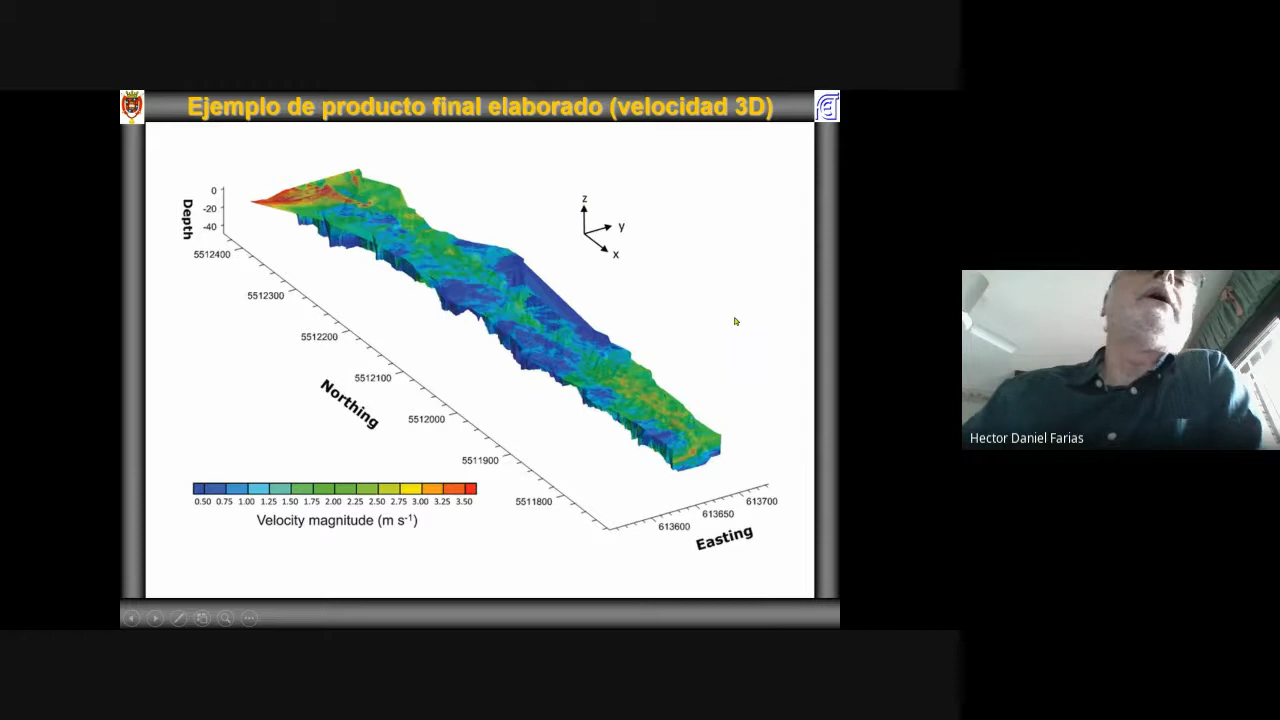 Ejemplo de producto final elaborado (velocidad 3D)
Depth
0
-20
-40
5512400
5512300
5512200
5512100
5512000
5511900
5511800
Northing
z
y
x
Hector Daniel Farias
0.50 0.75 1.00 1.25 1.50 1.75 2.00 2.25 2.50 2.75 3.00 3.25 3.50
Velocity magnitude (m s⁻¹)
613600
613650
613700
Easting